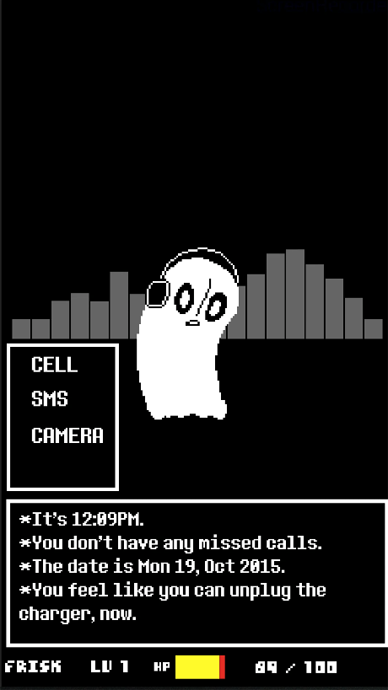 CELL
SMS
CAMERA
*It's 12:09PM.
*You don't have any missed calls.
*The date is Mon 19, Oct 2015.
*You feel like you can unplug the
charger, now.
FRISK LV 1 HP 89 / 100